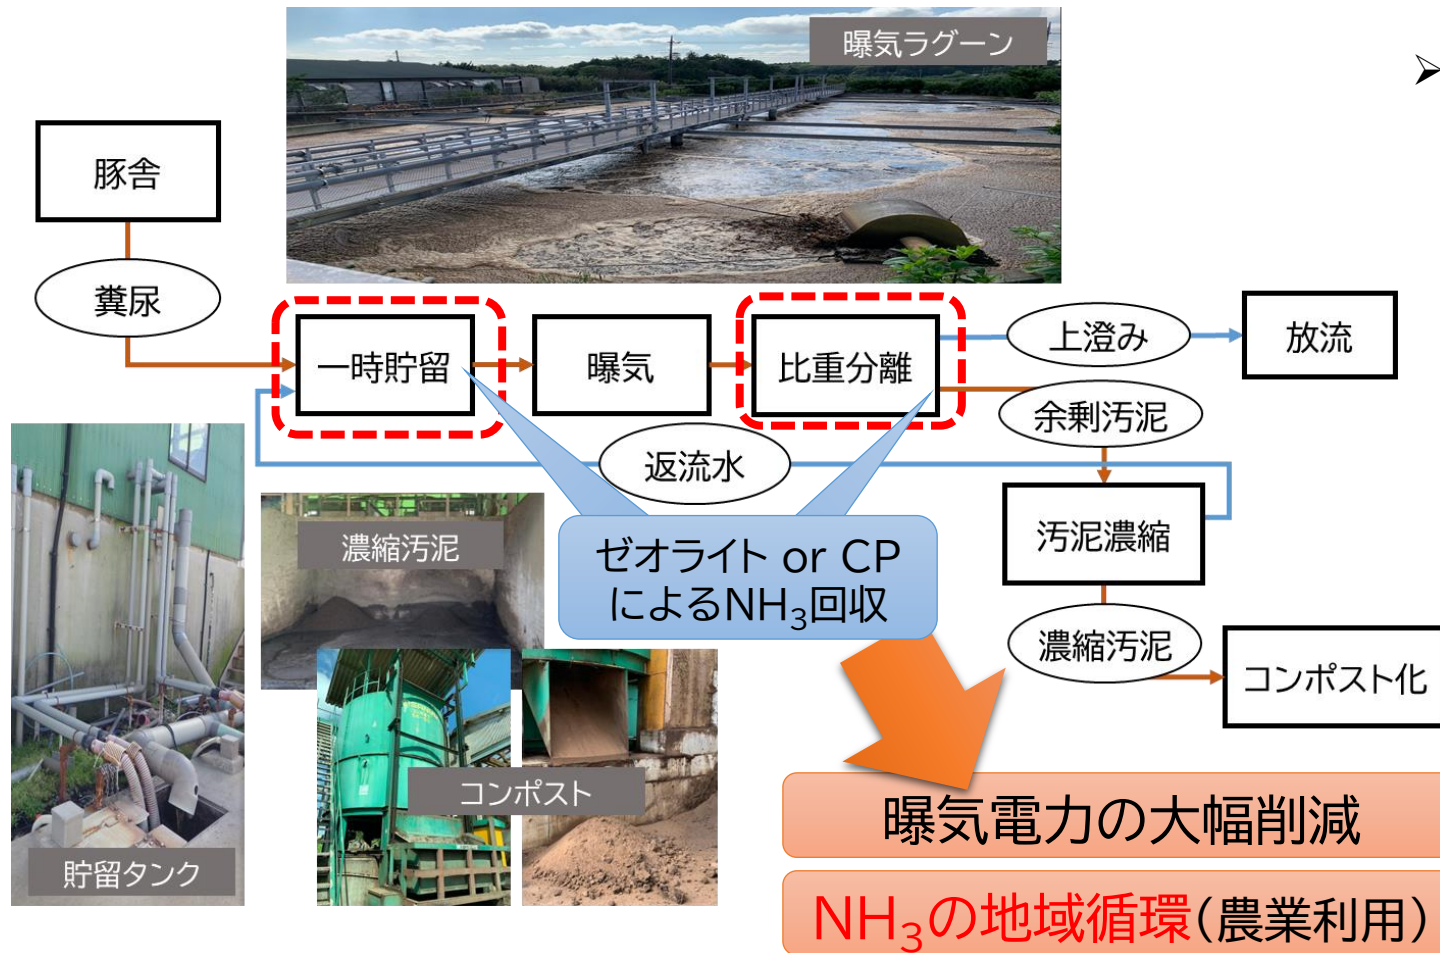 曝気ラグーン
➢
豚舎
糞尿
一時貯留
曝気
比重分離
上澄み
放流
余剰汚泥
返流水
汚泥濃縮
濃縮汚泥
ゼオライト or CP
によるNH₃回収
濃縮汚泥
コンポスト化
コンポスト
貯留タンク
曝気電力の大幅削減
NH₃の地域循環(農業利用)